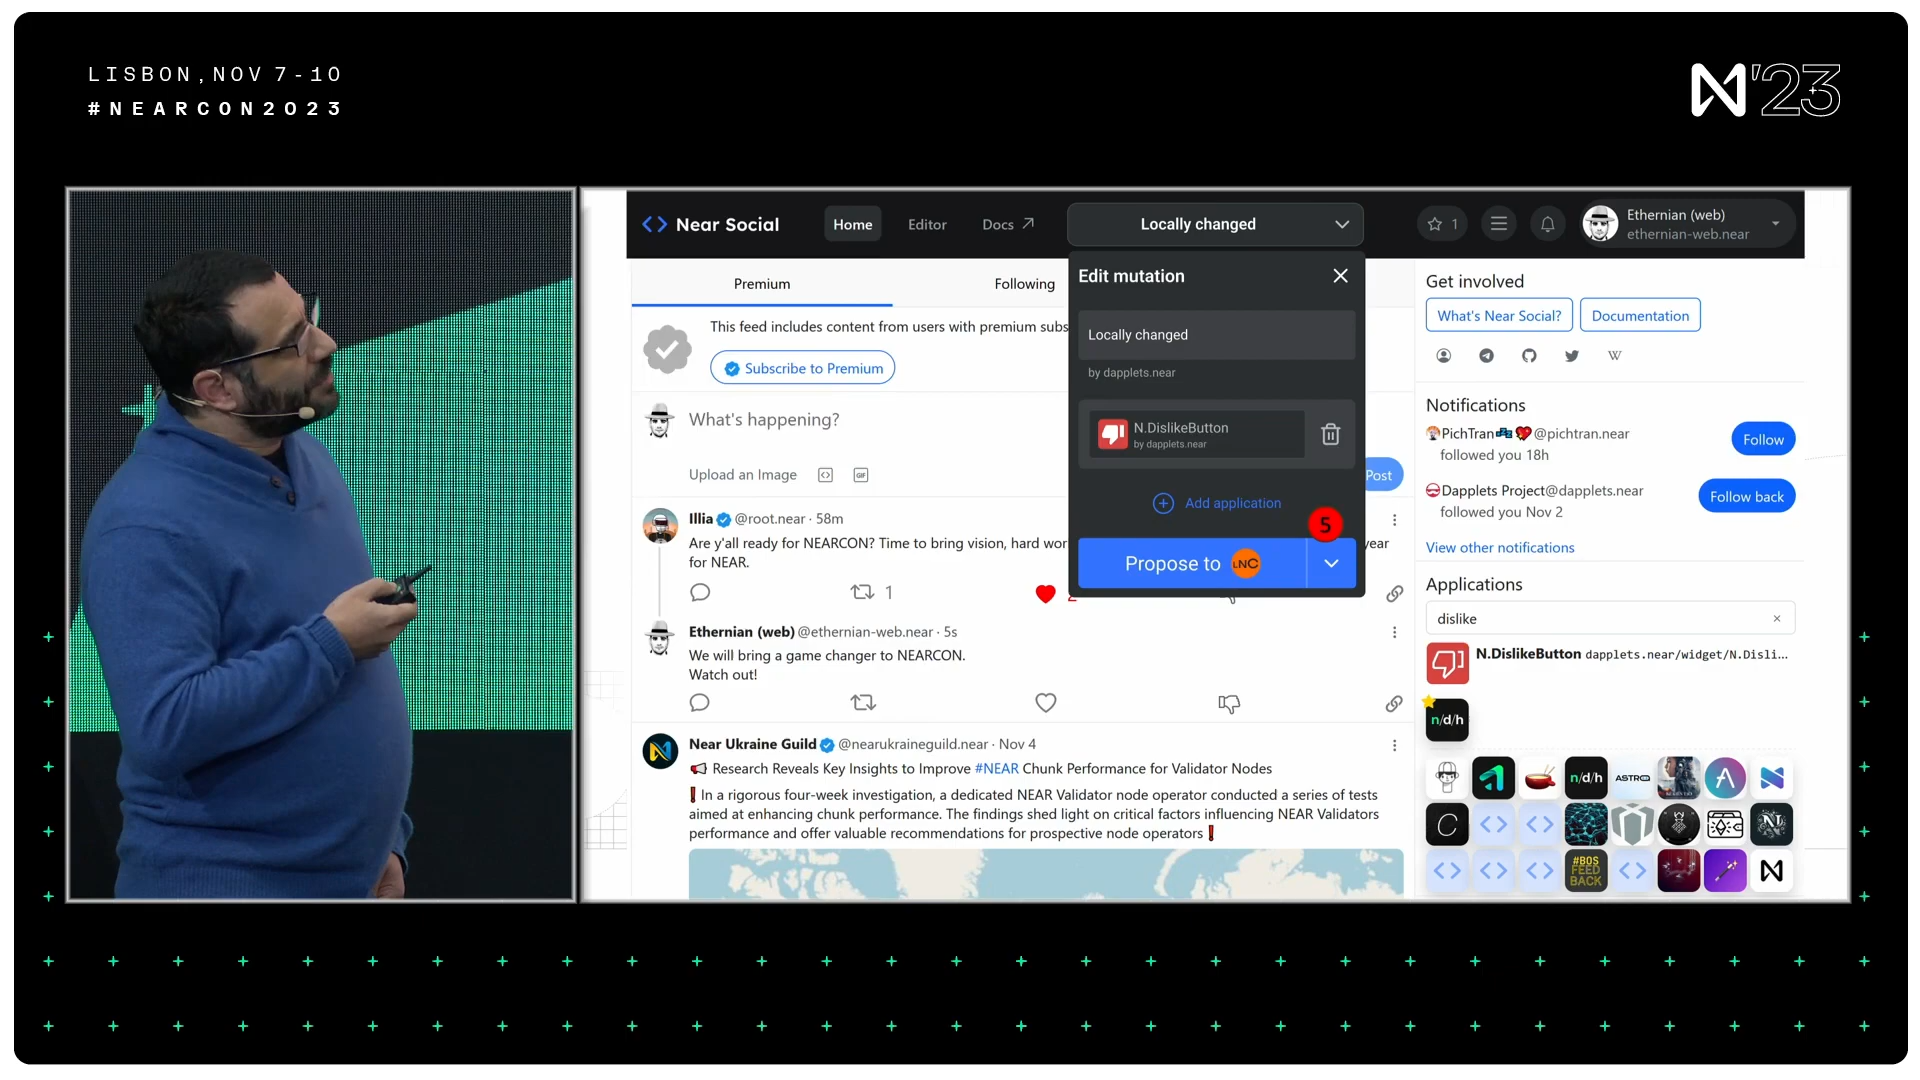 LISBON, NOV 7-10
#NEARCON2023
'23
Near Social
Home
Editor
Docs
Locally changed
1
Ethernian (web)
ethernian-web.near
Premium
Following
This feed includes content from users with premium subs
Subscribe to Premium
What's happening?
Upload an Image
GIF
Post
Edit mutation
Locally changed
by dapplets.near
N.DislikeButton
by dapplets.near
Add application
5
Propose to LNC
Illia @root.near · 58m
Are y'all ready for NEARCON? Time to bring vision, hard wor
year
for NEAR.
1
Ethernian (web) @ethernian-web.near · 5s
We will bring a game changer to NEARCON.
Watch out!
Near Ukraine Guild @nearukraineguild.near · Nov 4
Research Reveals Key Insights to Improve #NEAR Chunk Performance for Validator Nodes
❗In a rigorous four-week investigation, a dedicated NEAR Validator node operator conducted a series of tests
aimed at enhancing chunk performance. The findings shed light on critical factors influencing NEAR Validators
performance and offer valuable recommendations for prospective node operators❗
Get involved
What's Near Social?
Documentation
W
Notifications
PichTran @pichtran.near
followed you 18h
Follow
Dapplets Project@dapplets.near
followed you Nov 2
Follow back
View other notifications
Applications
dislike
N.DislikeButton dapplets.near/widget/N.Disli...
n/d/h
n/d/h
ASTRO
#BOS
FEED
BACK